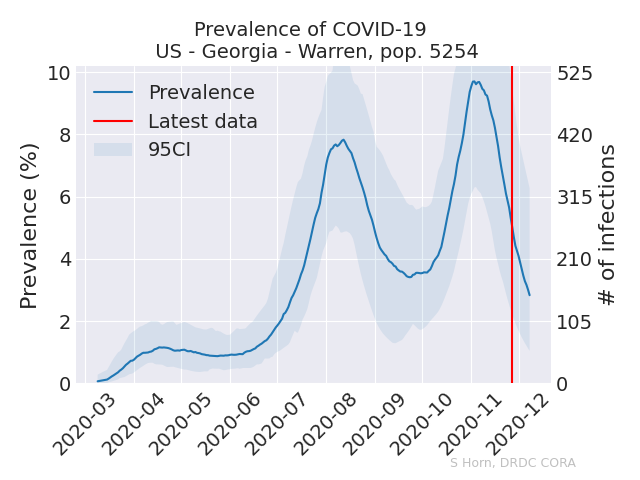 Prevalence of COVID-19
US - Georgia - Warren, pop. 5254
Prevalence (%)
10
8
6
4
2
0
Prevalence
Latest data
95CI
525
420
315
210
105
0
# of infections
2020-03
2020-04
2020-05
2020-06
2020-07
2020-08
2020-09
2020-10
2020-11
2020-12
S Horn, DRDC CORA